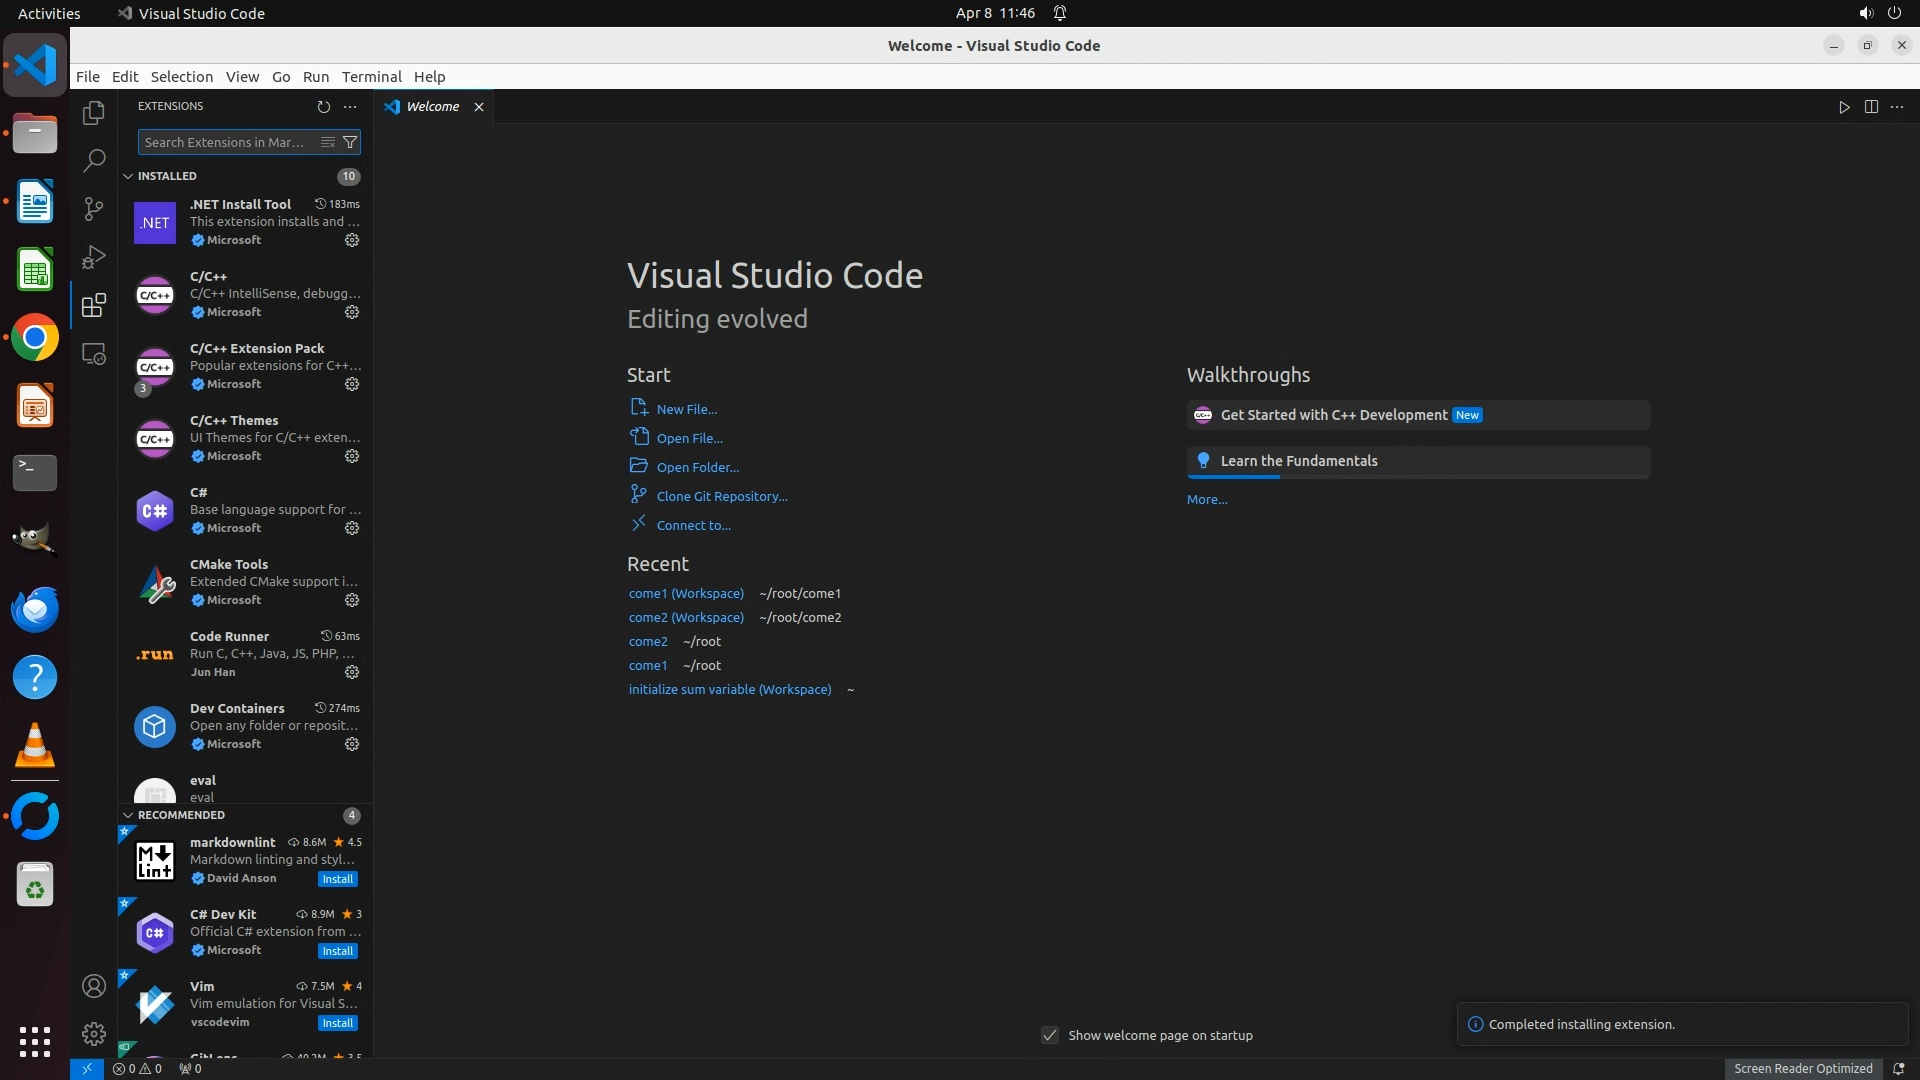 Activities
Visual Studio Code
Apr 8 11:46
Welcome - Visual Studio Code
File Edit Selection View Go Run Terminal Help
EXTENSIONS
Welcome
Search Extensions in Mar...
INSTALLED 10
.NET
.NET Install Tool 183ms
This extension installs and ...
Microsoft
C/C++
C/C++
C/C++ IntelliSense, debugg...
Microsoft
C/C++
3
C/C++ Extension Pack
Popular extensions for C++...
Microsoft
C/C++
C/C++ Themes
UI Themes for C/C++ exten...
Microsoft
C#
C#
Base language support for ...
Microsoft
CMake Tools
Extended CMake support i...
Microsoft
.run
Code Runner 63ms
Run C, C++, Java, JS, PHP, ...
Jun Han
Dev Containers 274ms
Open any folder or reposit...
Microsoft
eval
eval
RECOMMENDED 4
M Lint
markdownlint 8.6M 4.5
Markdown linting and styl...
David Anson Install
C#
C# Dev Kit 8.9M 3
Official C# extension from ...
Microsoft Install
Vim 7.5M 4
Vim emulation for Visual S...
vscodevim Install
GitLens 40.2M 3.5
Visual Studio Code
Editing evolved
Start
New File...
Open File...
Open Folder...
Clone Git Repository...
Connect to...
Recent
come1 (Workspace) ~/root/come1
come2 (Workspace) ~/root/come2
come2 ~/root
come1 ~/root
initialize sum variable (Workspace) ~
Walkthroughs
C/C++ Get Started with C++ Development New
Learn the Fundamentals
More...
Show welcome page on startup
Completed installing extension.
0 0 0
Screen Reader Optimized